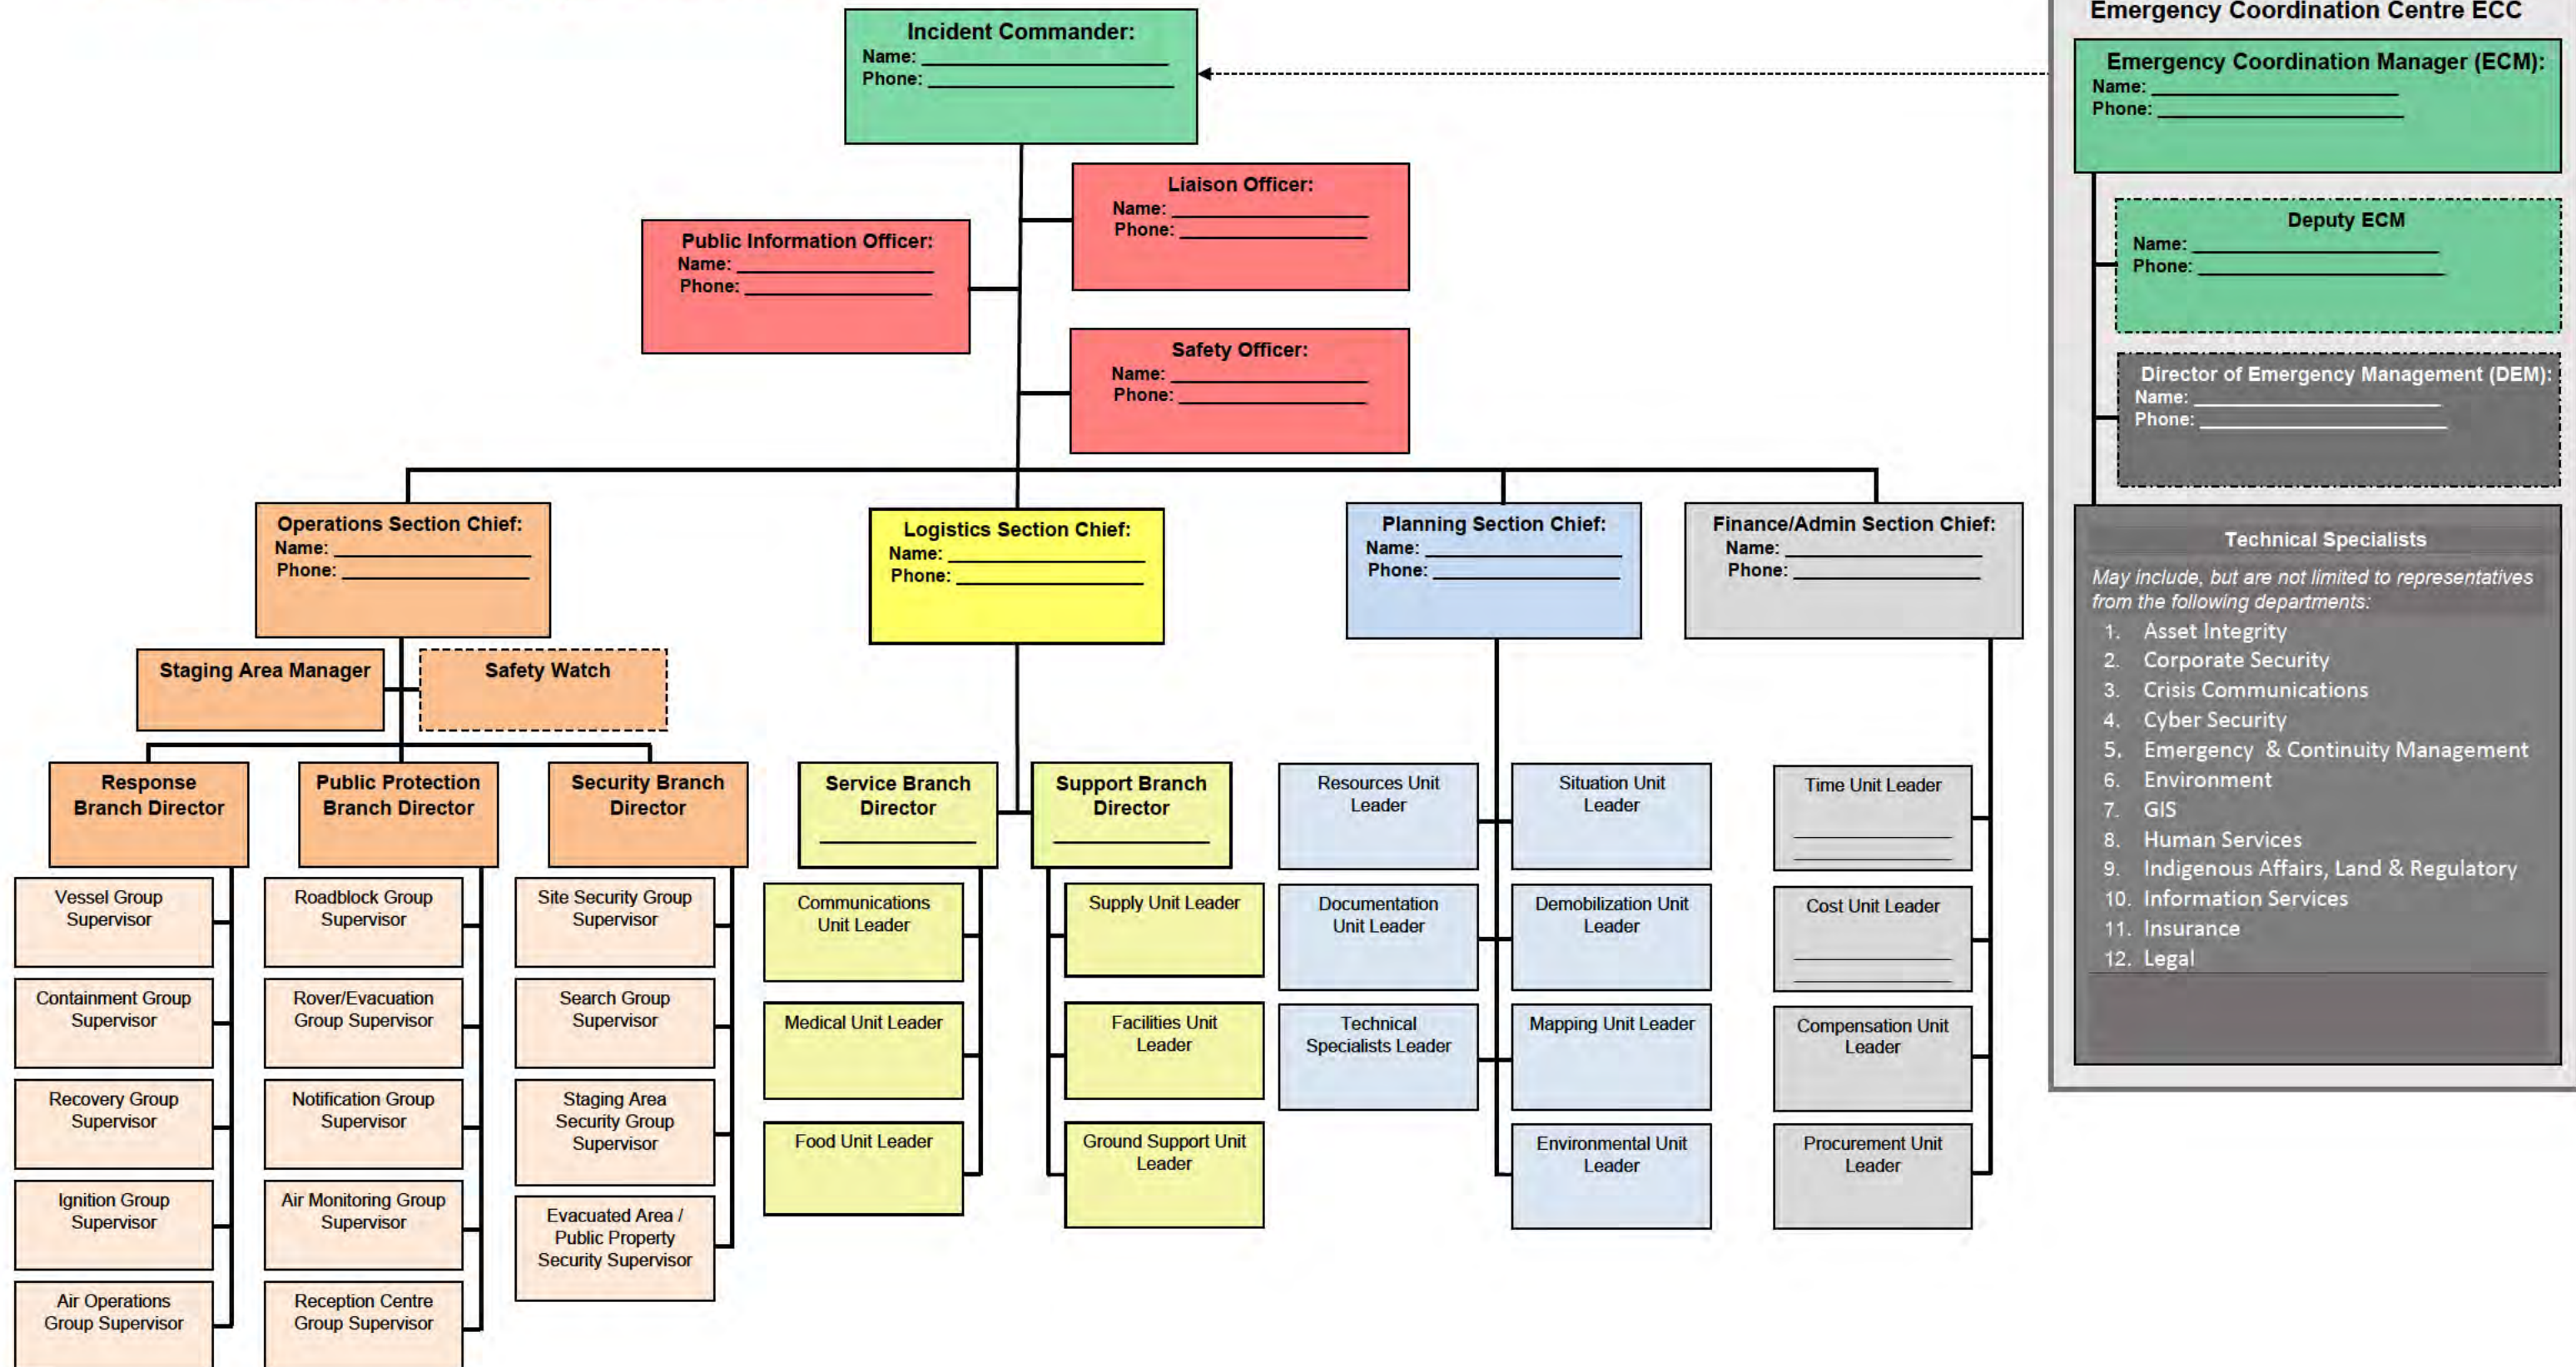 Emergency Coordination Centre ECC
Incident Commander:
Name:
Phone:
Emergency Coordination Manager (ECM):
Name:
Phone:
Liaison Officer:
Name:
Phone:
Public Information Officer:
Name:
Phone:
Deputy ECM
Name:
Phone:
Safety Officer:
Name:
Phone:
Director of Emergency Management (DEM):
Name:
Phone:
Operations Section Chief:
Name:
Phone:
Logistics Section Chief:
Name:
Phone:
Planning Section Chief:
Name:
Phone:
Finance/Admin Section Chief:
Name:
Phone:
Technical Specialists
May include, but are not limited to representatives
from the following departments:
1. Asset Integrity
2. Corporate Security
3. Crisis Communications
4. Cyber Security
5. Emergency & Continuity Management
6. Environment
7. GIS
8. Human Services
9. Indigenous Affairs, Land & Regulatory
10. Information Services
11. Insurance
12. Legal
Staging Area Manager
Safety Watch
Response
Branch Director
Public Protection
Branch Director
Security Branch
Director
Service Branch
Director
Support Branch
Director
Resources Unit
Leader
Situation Unit
Leader
Time Unit Leader
Vessel Group
Supervisor
Roadblock Group
Supervisor
Site Security Group
Supervisor
Communications
Unit Leader
Supply Unit Leader
Documentation
Unit Leader
Demobilization Unit
Leader
Cost Unit Leader
Containment Group
Supervisor
Rover/Evacuation
Group Supervisor
Search Group
Supervisor
Medical Unit Leader
Facilities Unit
Leader
Technical
Specialists Leader
Mapping Unit Leader
Compensation Unit
Leader
Recovery Group
Supervisor
Notification Group
Supervisor
Staging Area
Security Group
Supervisor
Food Unit Leader
Ground Support Unit
Leader
Environmental Unit
Leader
Procurement Unit
Leader
Ignition Group
Supervisor
Air Monitoring Group
Supervisor
Evacuated Area /
Public Property
Security Supervisor
Air Operations
Group Supervisor
Reception Centre
Group Supervisor